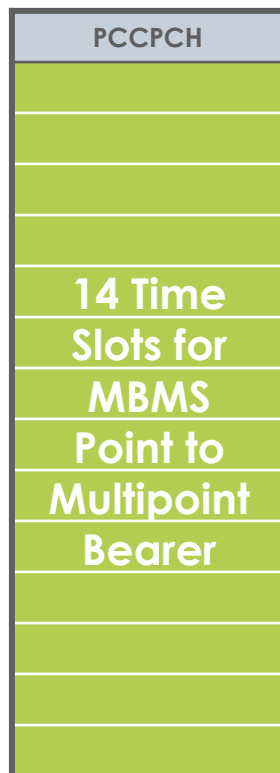 PCCPCH
14 Time
Slots for
MBMS
Point to
Multipoint
Bearer